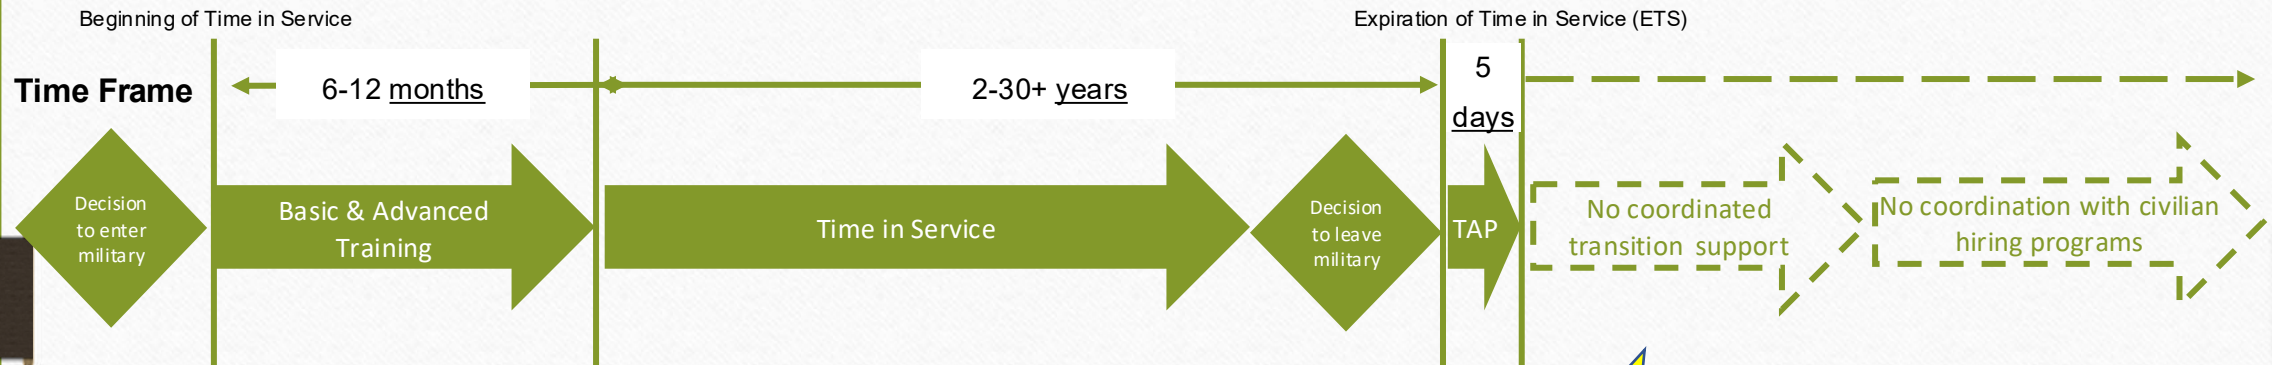 Beginning of Time in Service
Expiration of Time in Service (ETS)
Time Frame
6-12 months
2-30+ years
5
days
Decision
to enter
military
Basic & Advanced
Training
Time in Service
Decision
to leave
military
TAP
No coordinated
transition support
No coordination with civilian
hiring programs